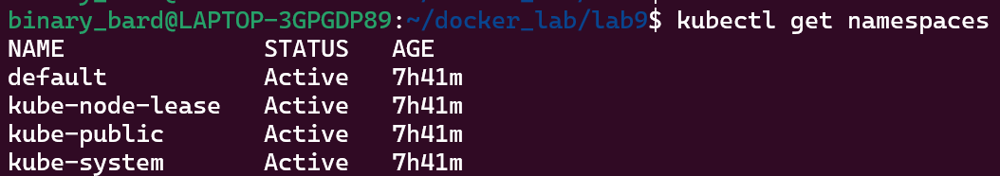 binary_bard@LAPTOP-3GPGDP89:~/docker_lab/lab9$ kubectl get namespaces
NAME              STATUS   AGE
default           Active   7h41m
kube-node-lease   Active   7h41m
kube-public       Active   7h41m
kube-system       Active   7h41m